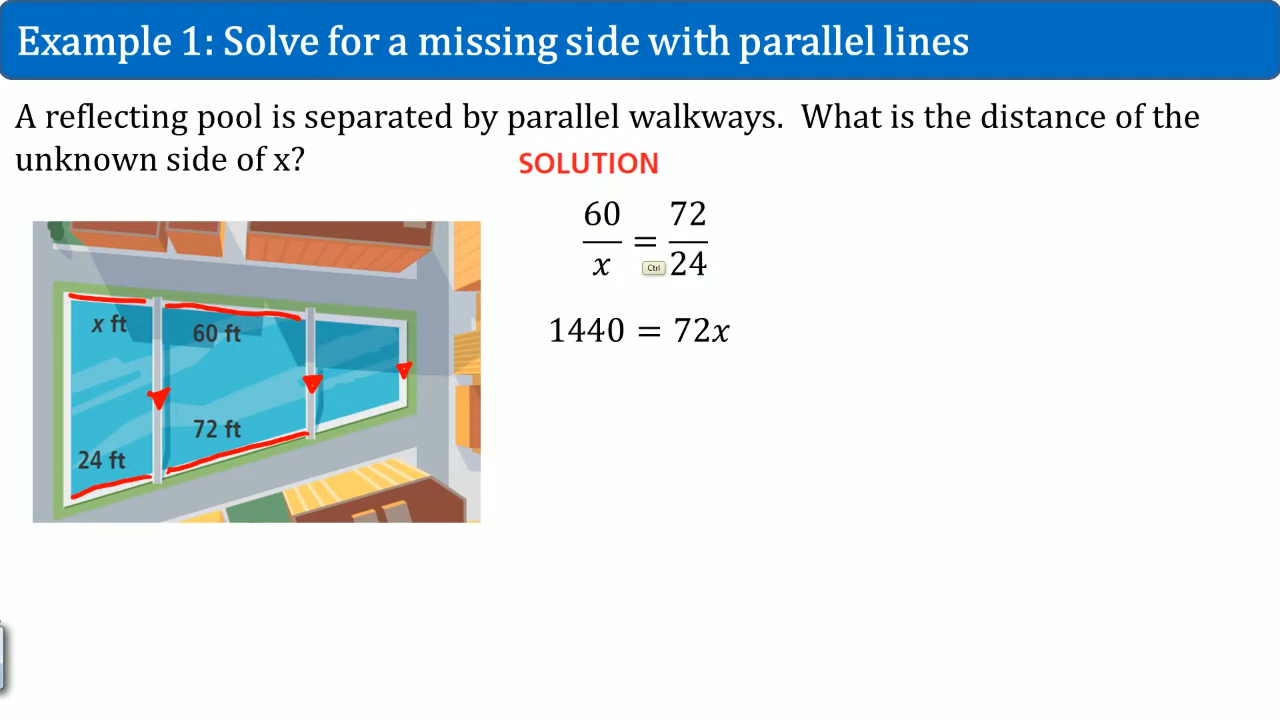 Example 1: Solve for a missing side with parallel lines
A reflecting pool is separated by parallel walkways. What is the distance of the
unknown side of x?
SOLUTION
60/x = 72/24
Ctrl
1440 = 72x
x ft
60 ft
72 ft
24 ft